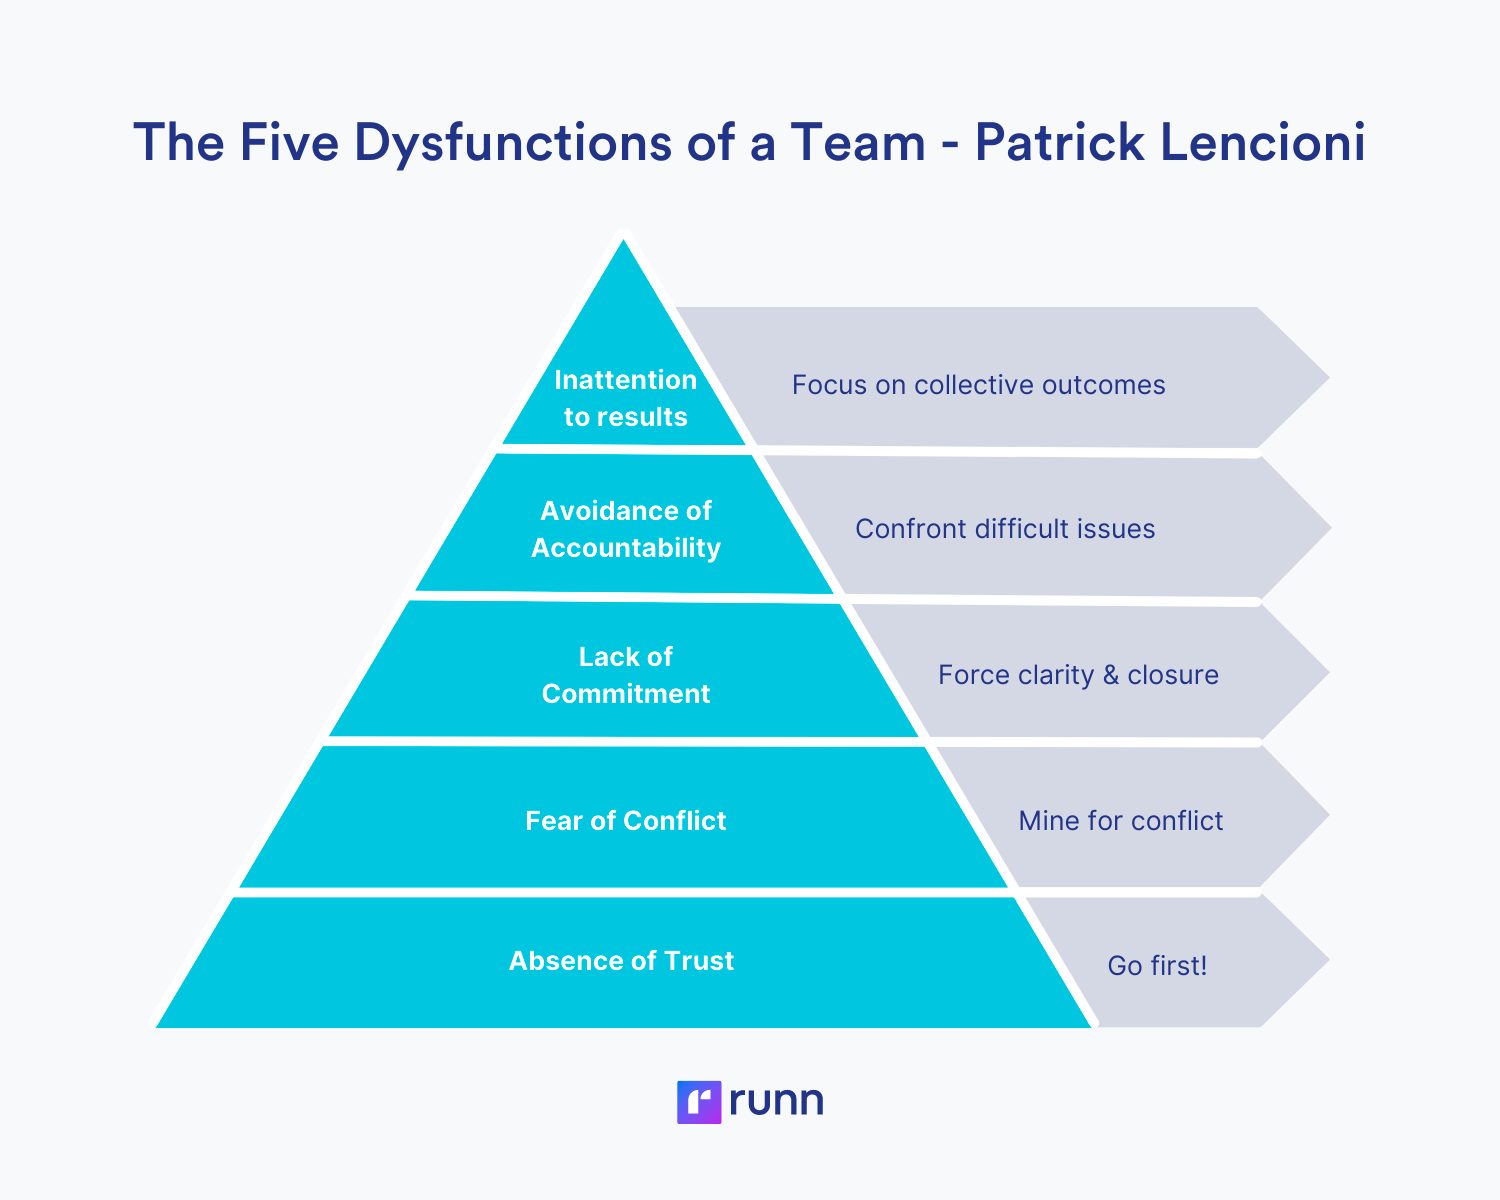 The Five Dysfunctions of a Team - Patrick Lencioni
Inattention
to results
Focus on collective outcomes
Avoidance of
Accountability
Confront difficult issues
Lack of
Commitment
Force clarity & closure
Fear of Conflict
Mine for conflict
Absence of Trust
Go first!
runn